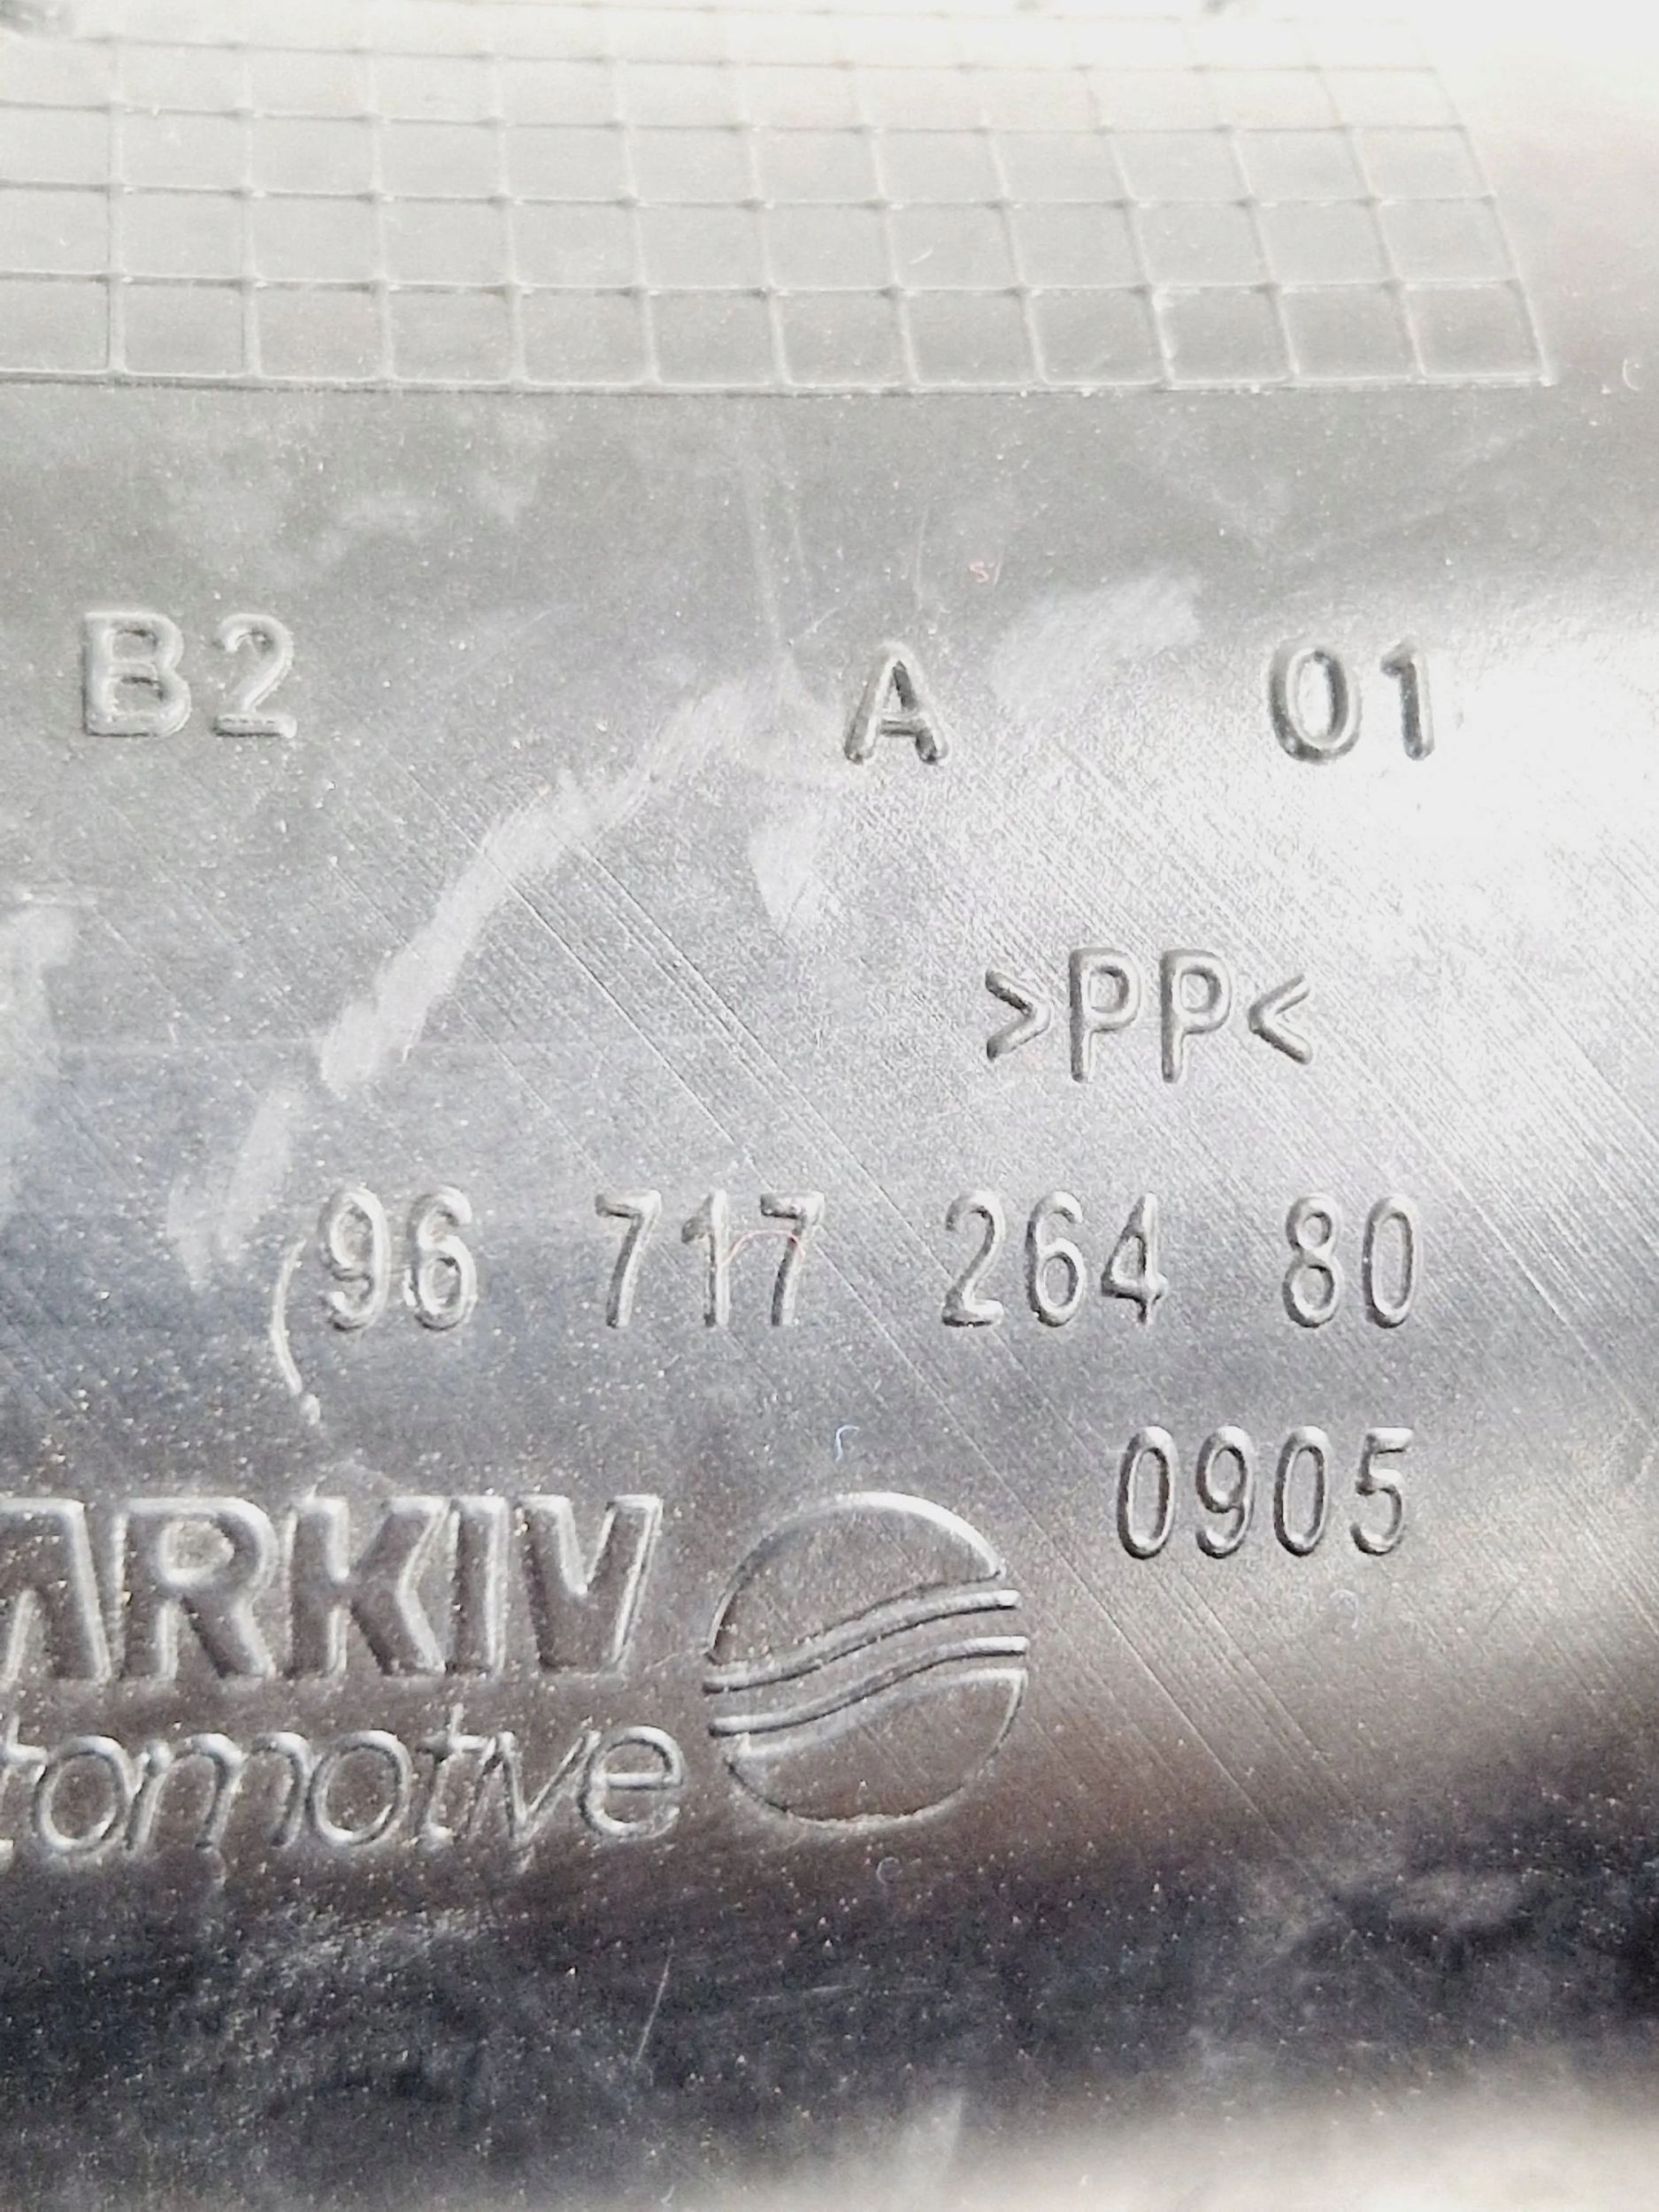 B2 A 01
>PP<
96 717 264 80
0905
ARKIV
tomotive